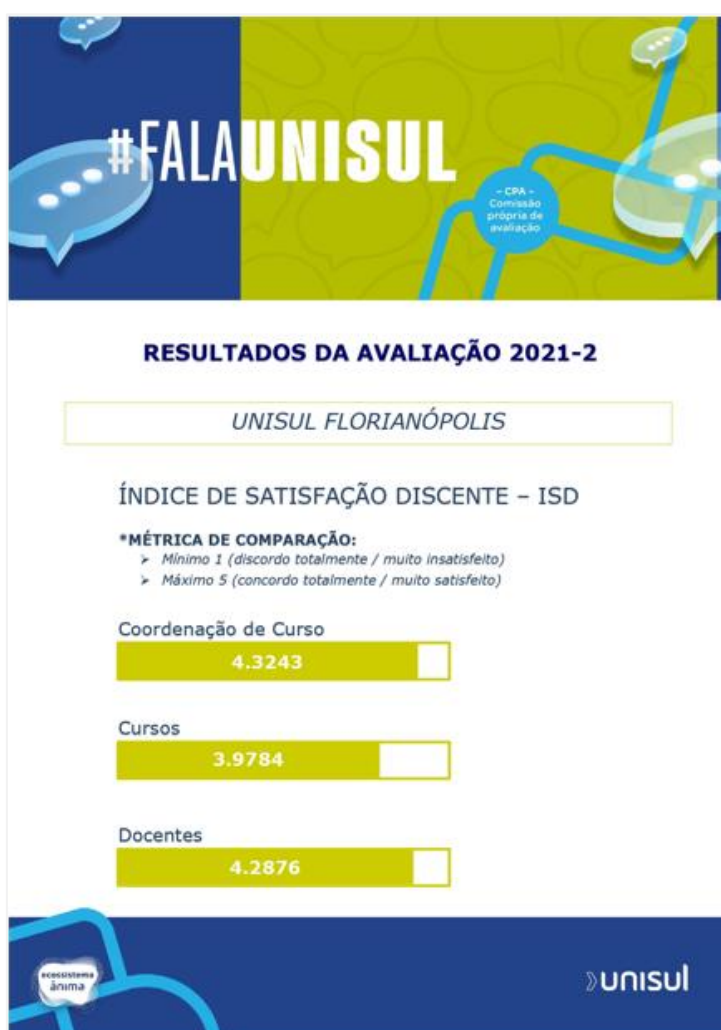 #FALAUNISUL
- CPA -
Comissão
própria de
avaliação
RESULTADOS DA AVALIAÇÃO 2021-2
UNISUL FLORIANÓPOLIS
ÍNDICE DE SATISFAÇÃO DISCENTE – ISD
*MÉTRICA DE COMPARAÇÃO:
➢ Mínimo 1 (discordo totalmente / muito insatisfeito)
➢ Máximo 5 (concordo totalmente / muito satisfeito)
Coordenação de Curso
4.3243
Cursos
3.9784
Docentes
4.2876
ecossistema
ânima
unisul